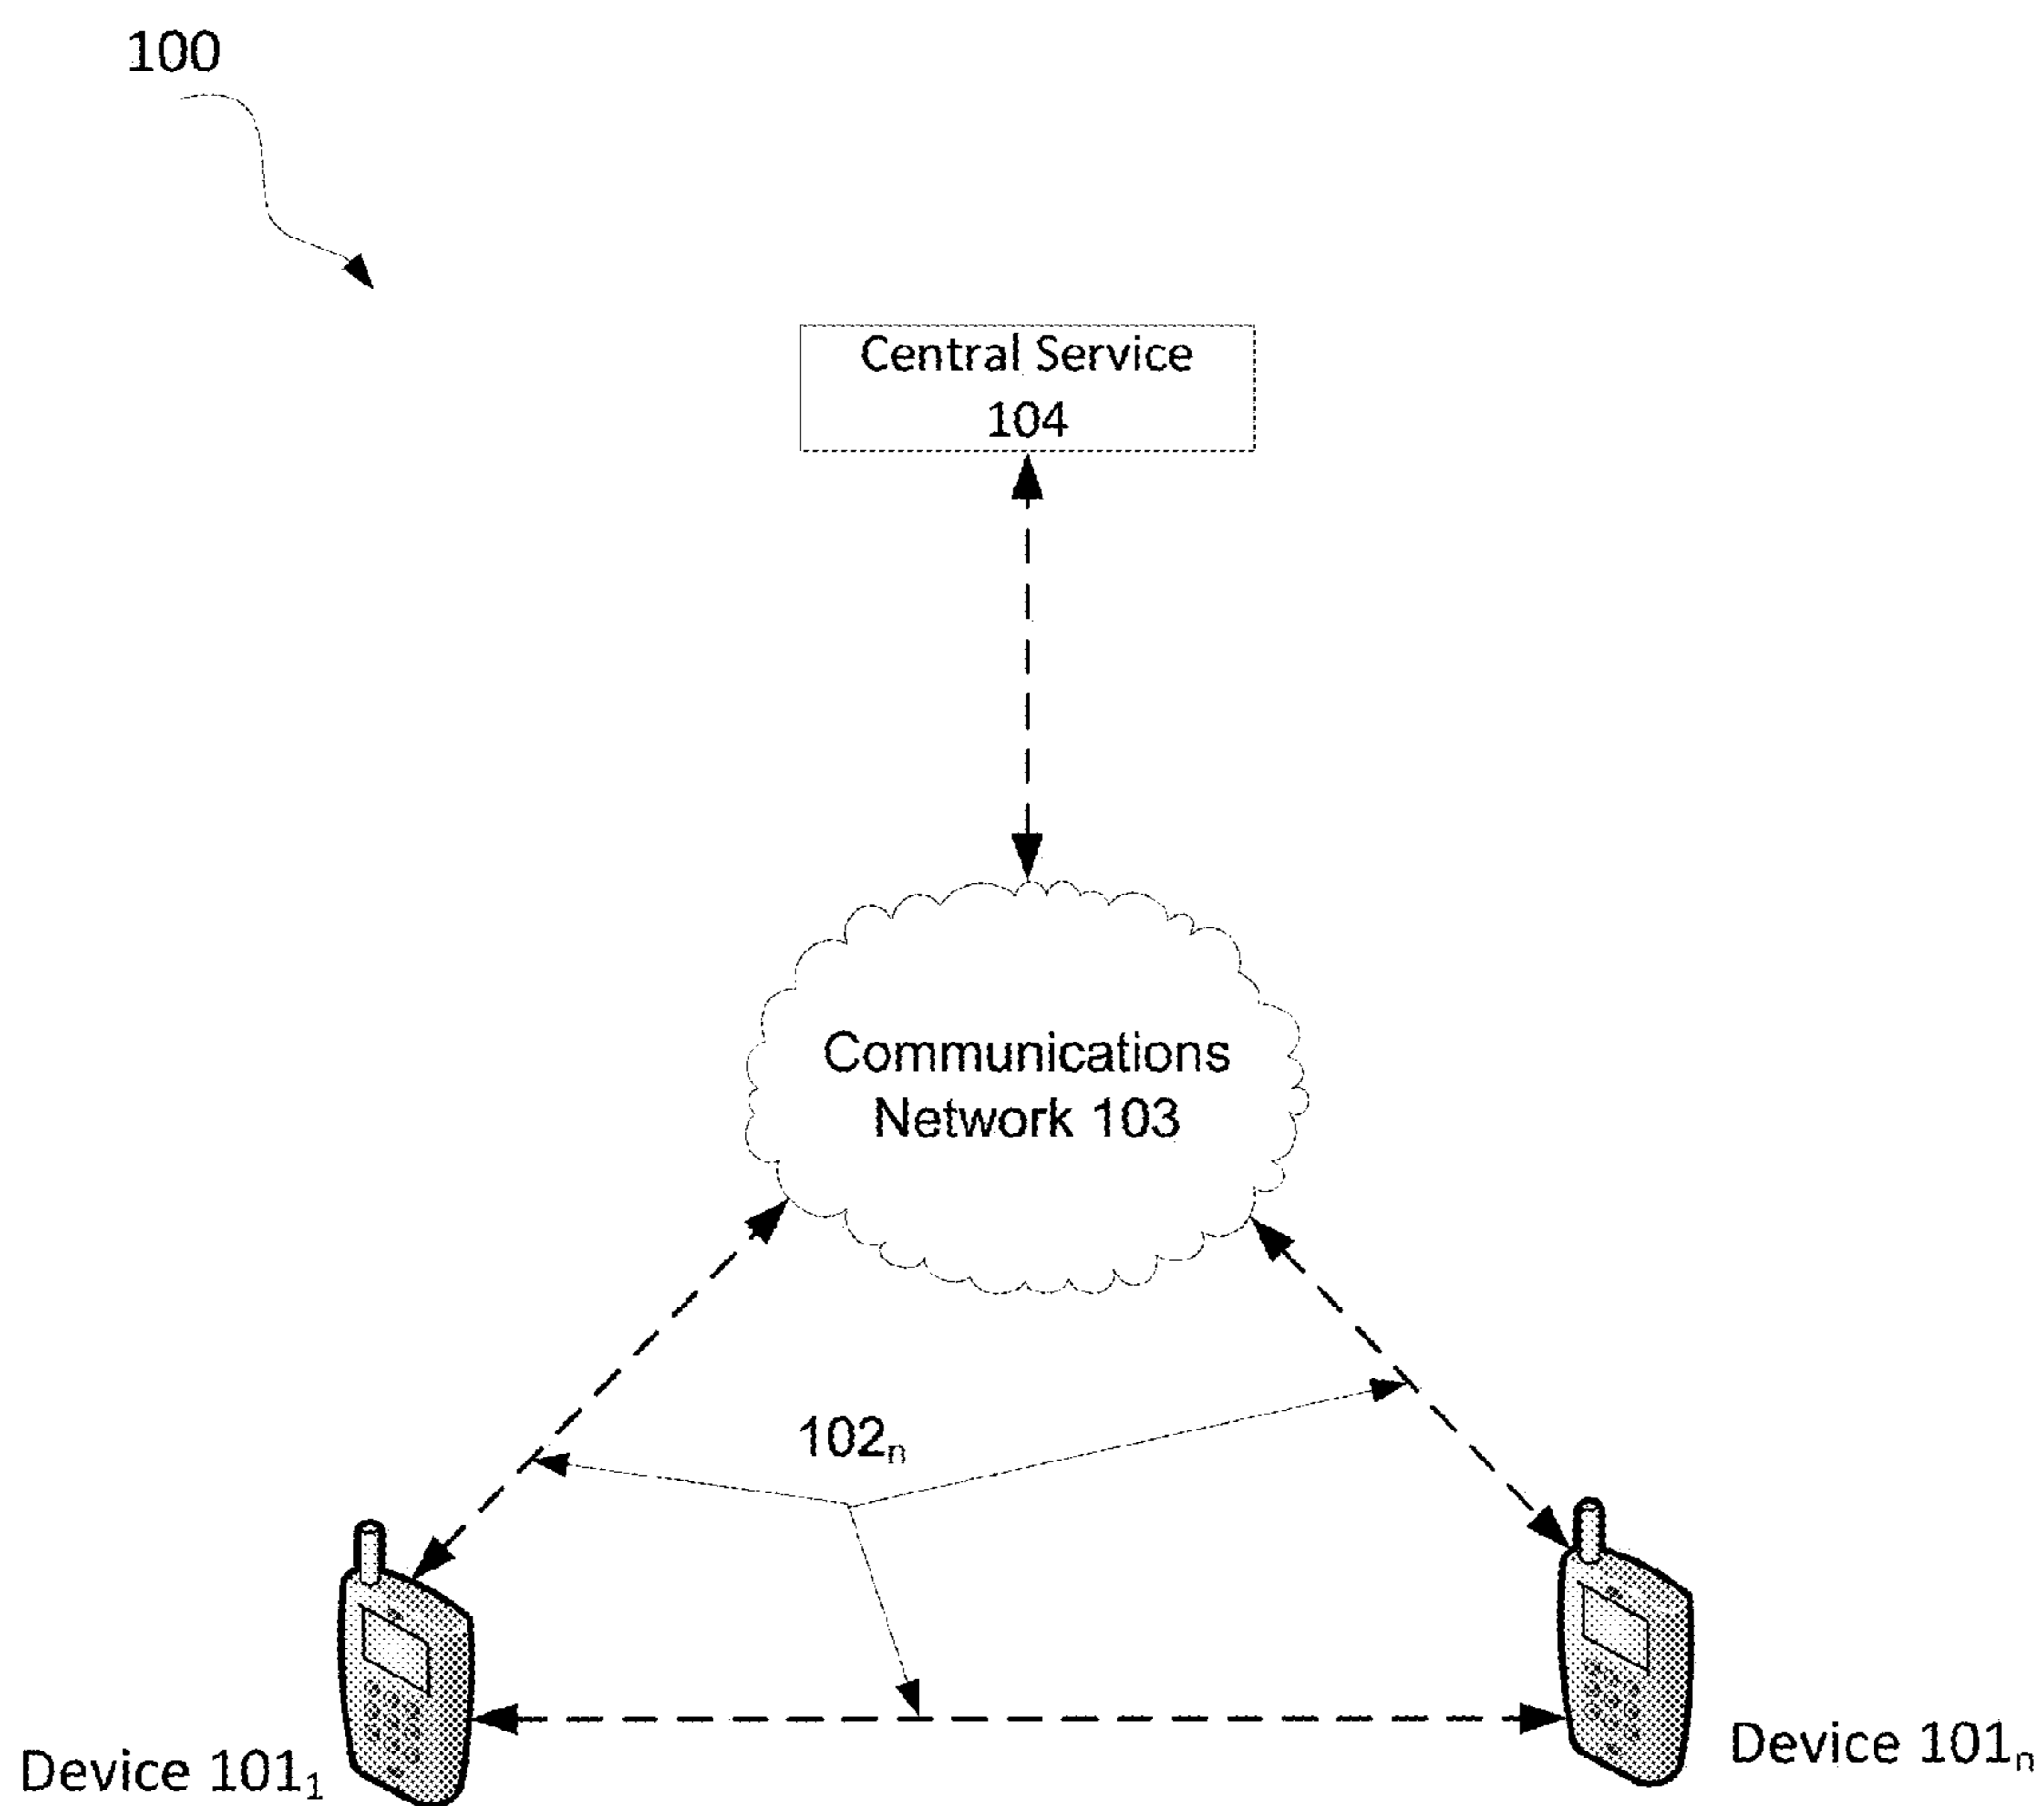 100
Central Service
104
Communications
Network 103
102ₙ
Device 101₁
Device 101ₙ